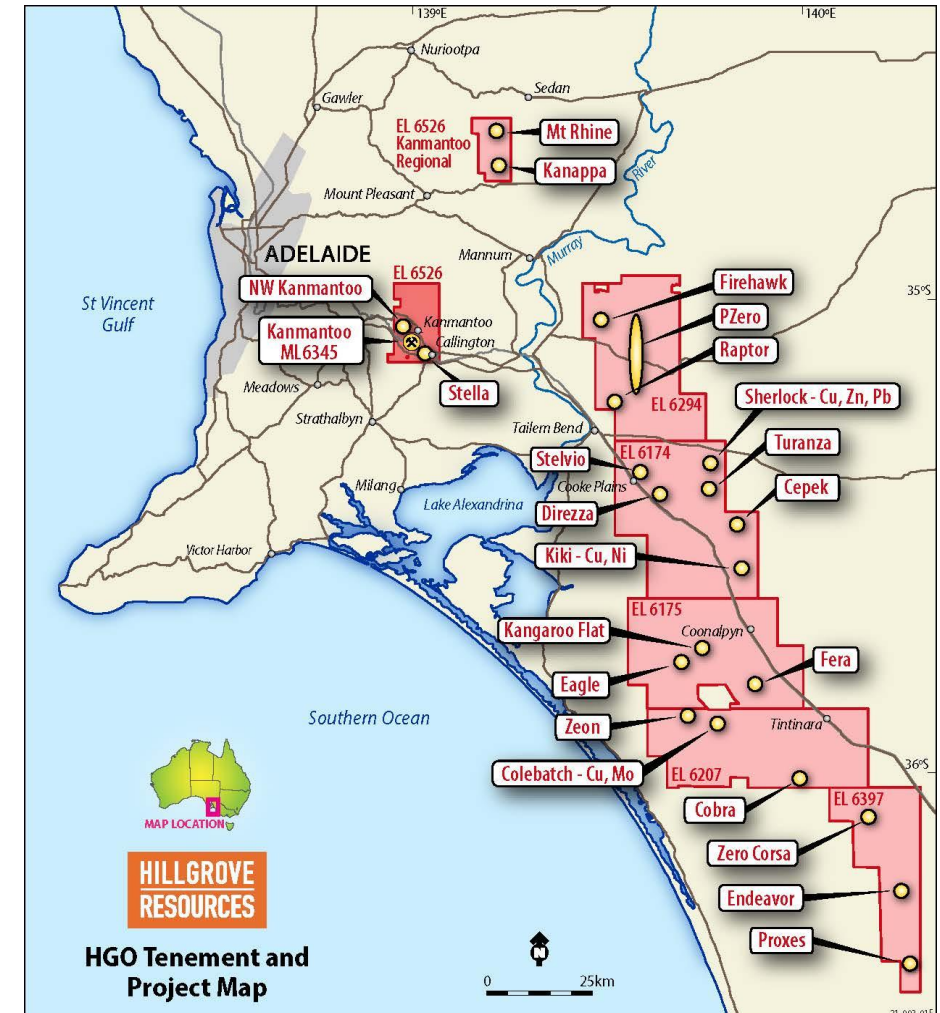 139ºE
140ºE
Nuriootpa
Sedan
Gawler
EL 6526
Kanmantoo
Regional
Mt Rhine
Kanappa
River
Mount Pleasant
Mannum
Murray
ADELAIDE
EL 6526
NW Kanmantoo
Firehawk
35ºS
St Vincent
Gulf
Kanmantoo
ML6345
Kanmantoo
Callington
PZero
Raptor
Meadows
Stella
EL 6294
Sherlock - Cu, Zn, Pb
Strathalbyn
Tailem Bend
EL 6174
Turanza
Stelvio
Cooke Plains
Milang
Lake Alexandrina
Direzza
Cepek
Victor Harbor
Kiki - Cu, Ni
EL 6175
Kangaroo Flat
Coonalpyn
Fera
Eagle
Southern Ocean
Zeon
Tintinara
Colebatch - Cu, Mo
EL 6207
36ºS
Cobra
EL 6397
MAP LOCATION
Zero Corsa
HILLGROVE
RESOURCES
Endeavor
Proxes
HGO Tenement and
Project Map
N
0
25km